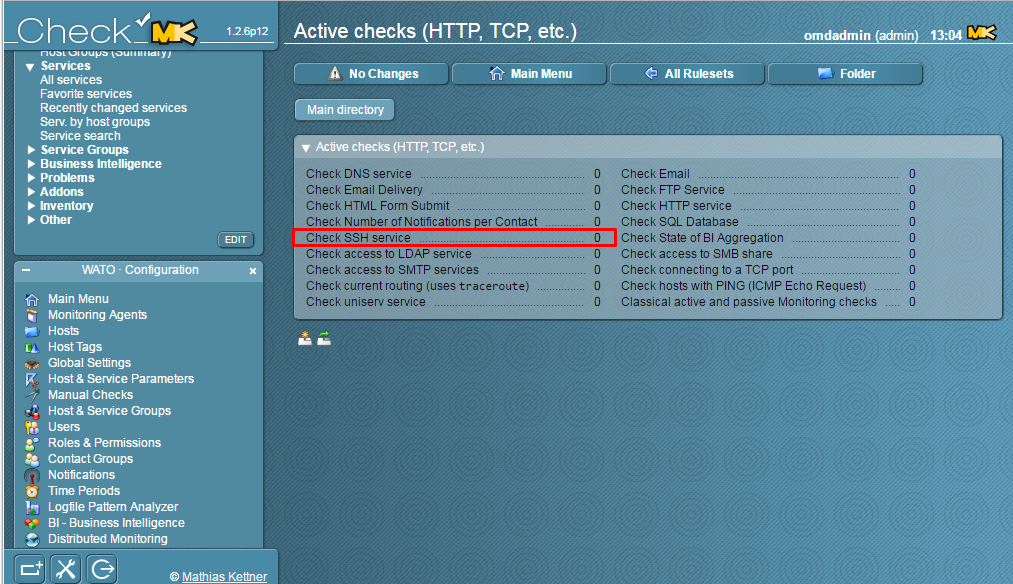 Check_MK 1.2.6p12
Host Groups (Summary)
Services
All services
Favorite services
Recently changed services
Serv. by host groups
Service search
Service Groups
Business Intelligence
Problems
Addons
Inventory
Other
EDIT
WATO · Configuration
Main Menu
Monitoring Agents
Hosts
Host Tags
Global Settings
Host & Service Parameters
Manual Checks
Host & Service Groups
Users
Roles & Permissions
Contact Groups
Notifications
Time Periods
Logfile Pattern Analyzer
BI - Business Intelligence
Distributed Monitoring
© Mathias Kettner
Active checks (HTTP, TCP, etc.)
omdadmin (admin) 13:04 MK
No Changes
Main Menu
All Rulesets
Folder
Main directory
Active checks (HTTP, TCP, etc.)
Check DNS service 0
Check Email Delivery 0
Check HTML Form Submit 0
Check Number of Notifications per Contact 0
Check SSH service 0
Check access to LDAP service 0
Check access to SMTP services 0
Check current routing (uses traceroute) 0
Check uniserv service 0
Check Email 0
Check FTP Service 0
Check HTTP service 0
Check SQL Database 0
Check State of BI Aggregation 0
Check access to SMB share 0
Check connecting to a TCP port 0
Check hosts with PING (ICMP Echo Request) 0
Classical active and passive Monitoring checks 0